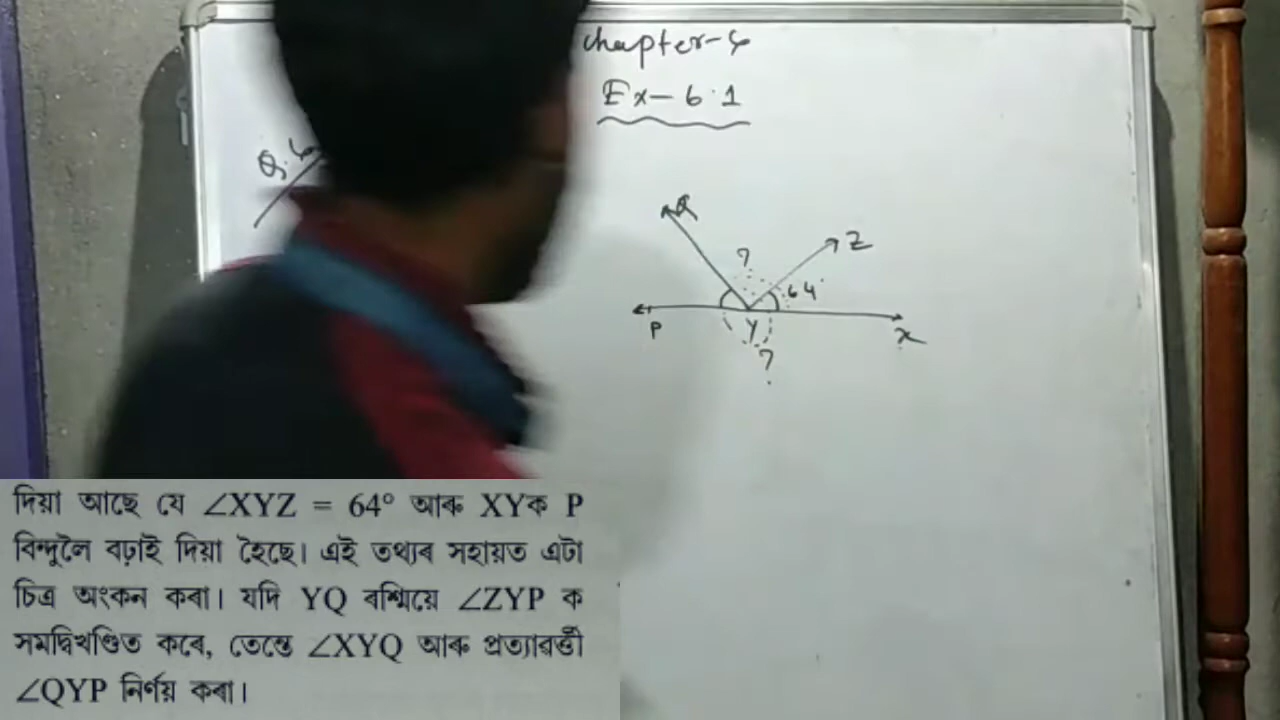 chapter-6
Ex-6.1
Q.6
Q
Z
?
64°
P
Y
X
?
দিয়া আছে যে ∠XYZ = 64° আৰু XYক P
বিন্দুলৈ বঢ়াই দিয়া হৈছে। এই তথ্যৰ সহায়ত এটা
চিত্ৰ অংকন কৰা। যদি YQ ৰশ্মিয়ে ∠ZYP ক
সমদ্বিখণ্ডিত কৰে, তেন্তে ∠XYQ আৰু প্ৰত্যাৱৰ্ত্তী
∠QYP নিৰ্ণয় কৰা।